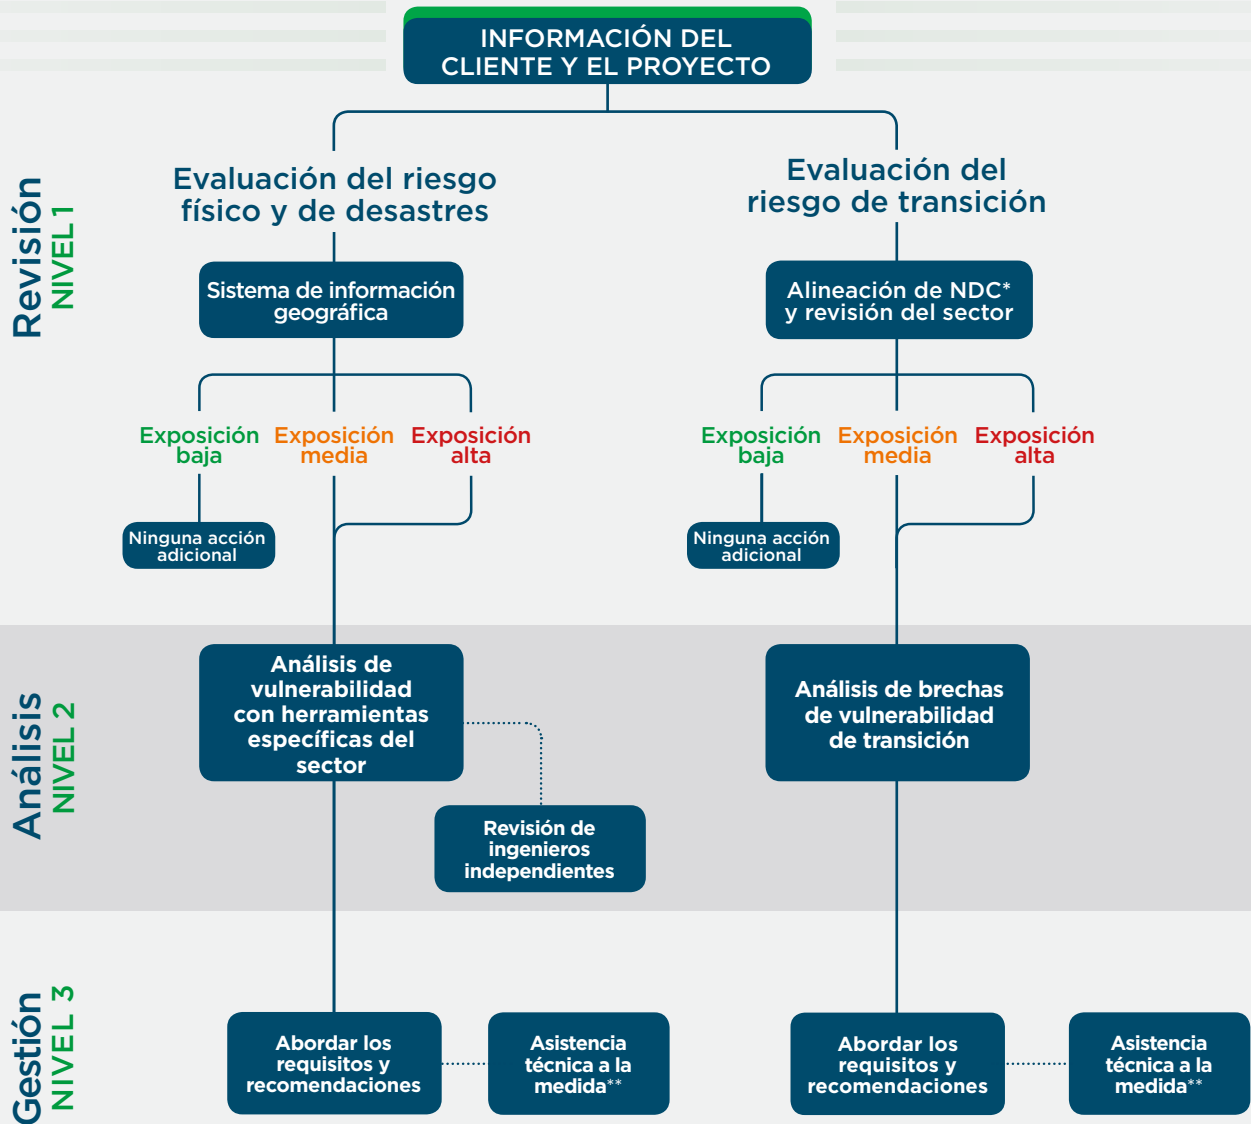 INFORMACIÓN DEL
CLIENTE Y EL PROYECTO
Revisión
NIVEL 1
Evaluación del riesgo
físico y de desastres
Evaluación del
riesgo de transición
Sistema de información
geográfica
Alineación de NDC*
y revisión del sector
Exposición
baja
Exposición
media
Exposición
alta
Exposición
baja
Exposición
media
Exposición
alta
Ninguna acción
adicional
Ninguna acción
adicional
Análisis
NIVEL 2
Análisis de
vulnerabilidad
con herramientas
específicas del
sector
Análisis de brechas
de vulnerabilidad
de transición
Revisión de
ingenieros
independientes
Gestión
NIVEL 3
Abordar los
requisitos y
recomendaciones
Asistencia
técnica a la
medida**
Abordar los
requisitos y
recomendaciones
Asistencia
técnica a la
medida**